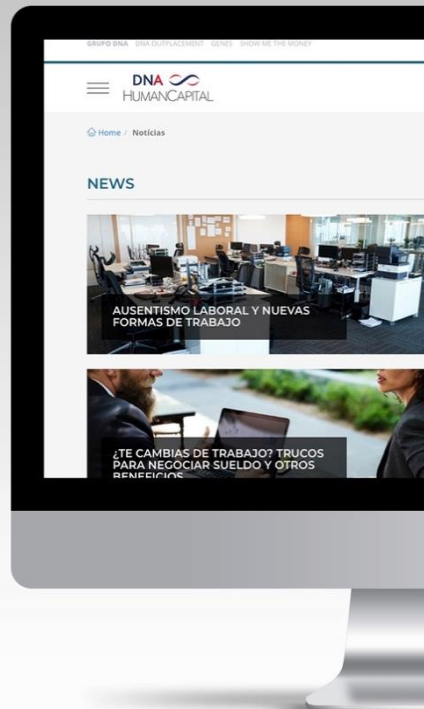 GRUPO DNA DNA OUTPLACEMENT GENES SHOW ME THE MONEY
DNA
HUMANCAPITAL
Home / Noticias
NEWS
AUSENTISMO LABORAL Y NUEVAS
FORMAS DE TRABAJO
¿TE CAMBIAS DE TRABAJO? TRUCOS
PARA NEGOCIAR SUELDO Y OTROS
BENEFICIOS